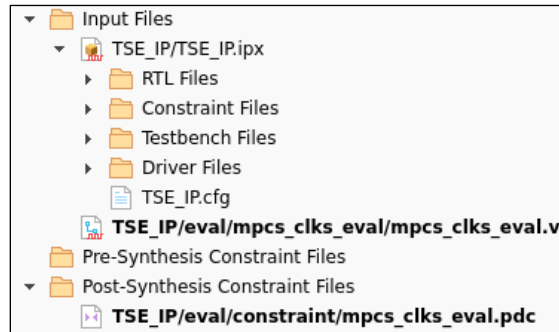 Input Files
TSE_IP/TSE_IP.ipx
RTL Files
Constraint Files
Testbench Files
Driver Files
TSE_IP.cfg
TSE_IP/eval/mpcs_clks_eval/mpcs_clks_eval.v
Pre-Synthesis Constraint Files
Post-Synthesis Constraint Files
TSE_IP/eval/constraint/mpcs_clks_eval.pdc